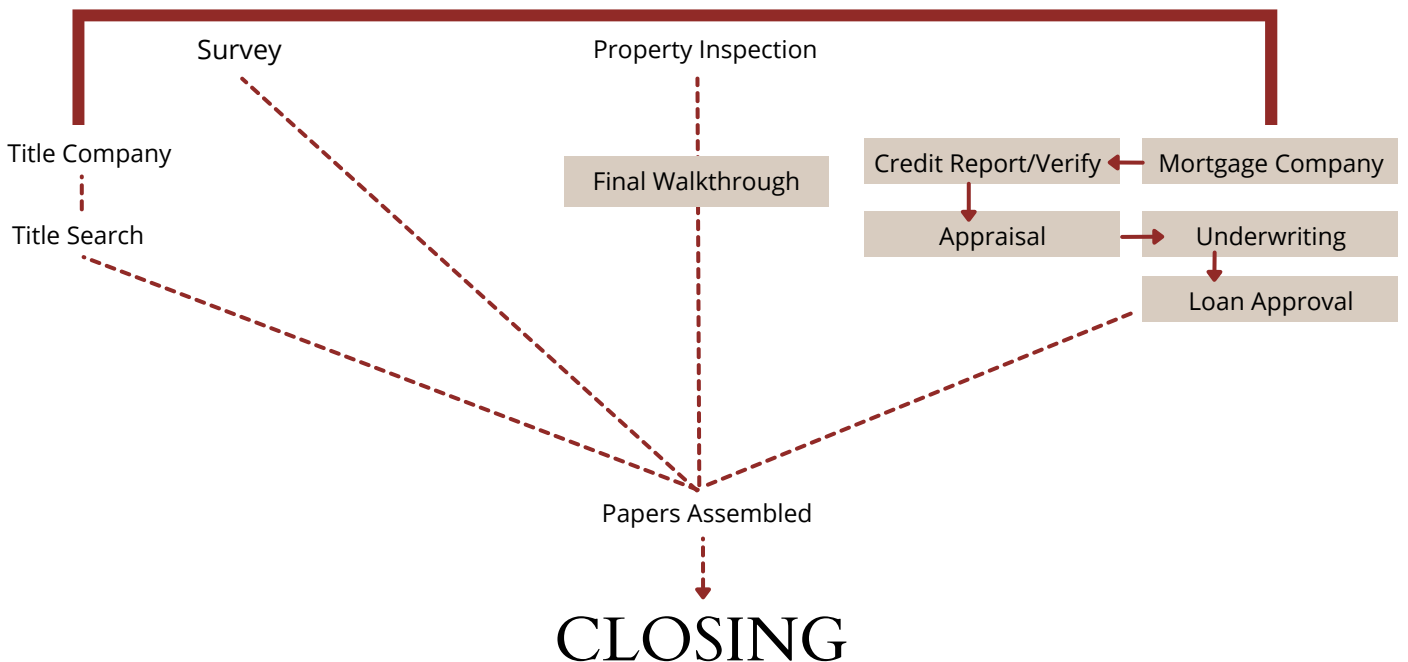 Survey
Property Inspection
Title Company
Credit Report/Verify
Mortgage Company
Final Walkthrough
Title Search
Appraisal
Underwriting
Loan Approval
Papers Assembled
CLOSING